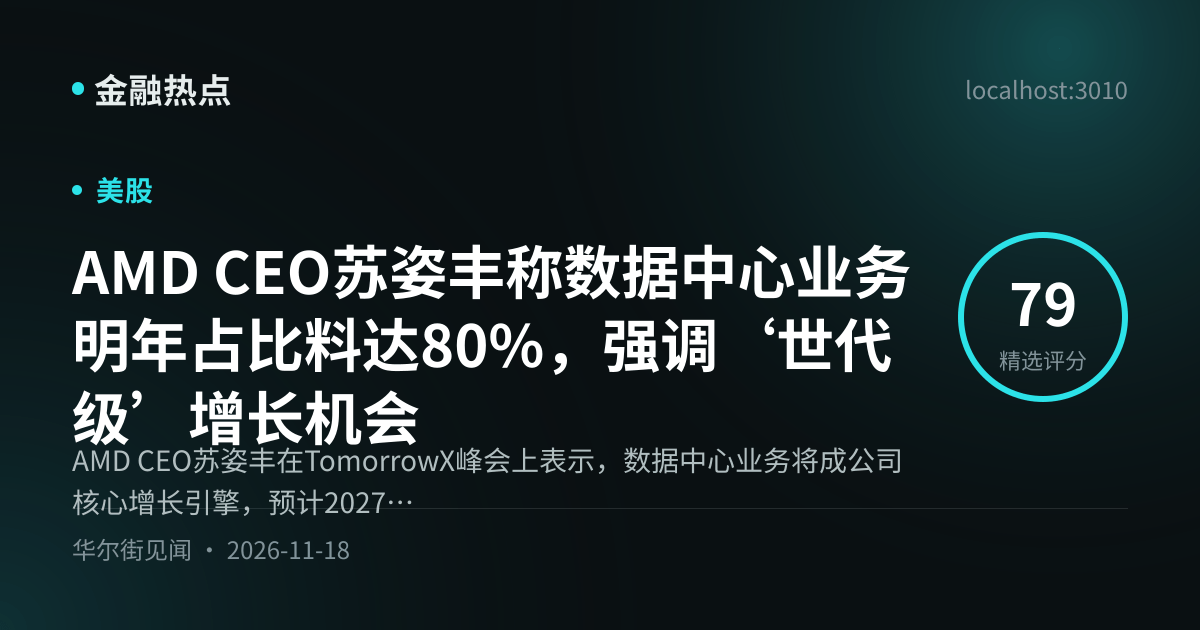 金融热点
localhost:3010
美股
AMD CEO苏姿丰称数据中心业务
明年占比料达80%，强调‘世代
级’增长机会
79
精选评分
AMD CEO苏姿丰在TomorrowX峰会上表示，数据中心业务将成公司
核心增长引擎，预计2027…
华尔街见闻 · 2026-11-18